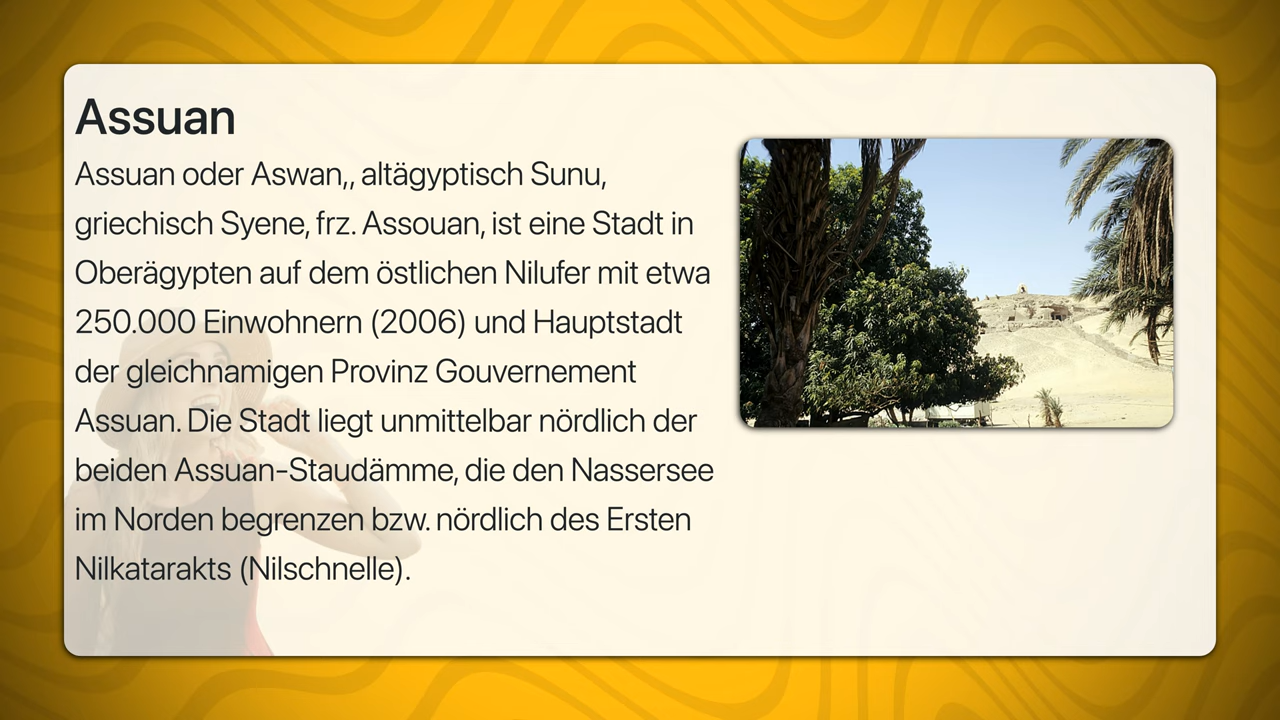 Assuan
Assuan oder Aswan,, altägyptisch Sunu,
griechisch Syene, frz. Assouan, ist eine Stadt in
Oberägypten auf dem östlichen Nilufer mit etwa
250.000 Einwohnern (2006) und Hauptstadt
der gleichnamigen Provinz Gouvernement
Assuan. Die Stadt liegt unmittelbar nördlich der
beiden Assuan-Staudämme, die den Nassersee
im Norden begrenzen bzw. nördlich des Ersten
Nilkatarakts (Nilschnelle).